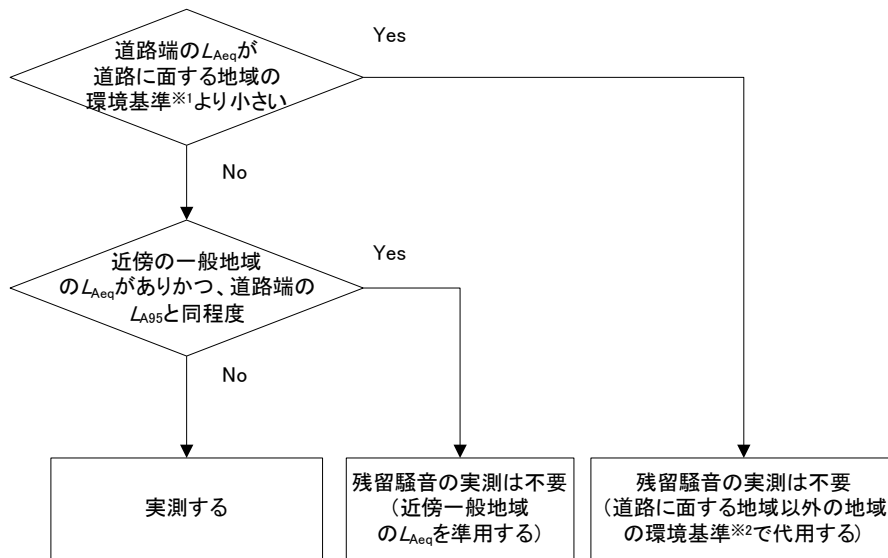 道路端のLAeqが
道路に面する地域の
環境基準※1より小さい
Yes
No
近傍の一般地域
のLAeqがありかつ、道路端の
LA95と同程度
Yes
No
実測する
残留騒音の実測は不要
（近傍一般地域
のLAeqを準用する）
残留騒音の実測は不要
（道路に面する地域以外の地域
の環境基準※2で代用する）